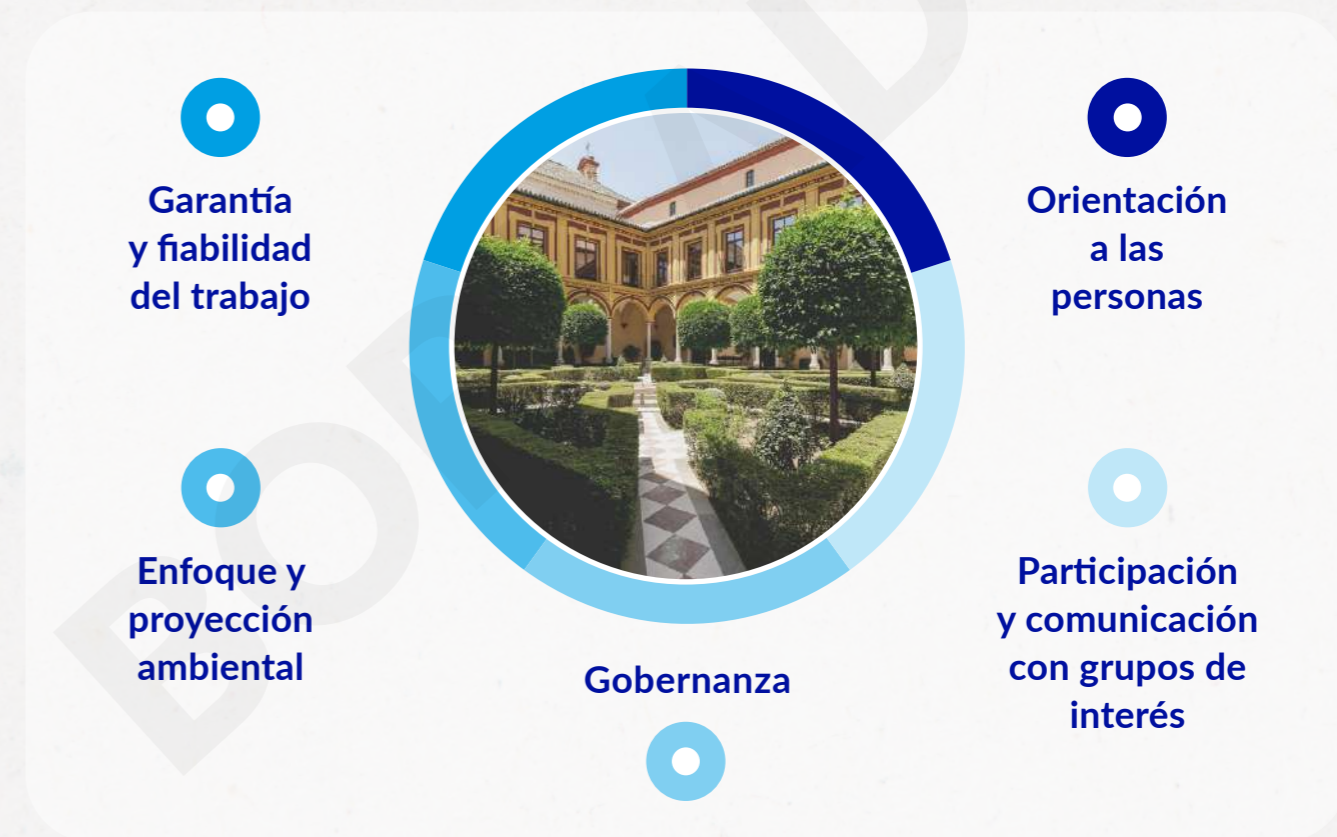 Garantía
y fiabilidad
del trabajo
Orientación
a las
personas
Enfoque y
proyección
ambiental
Gobernanza
Participación
y comunicación
con grupos de
interés